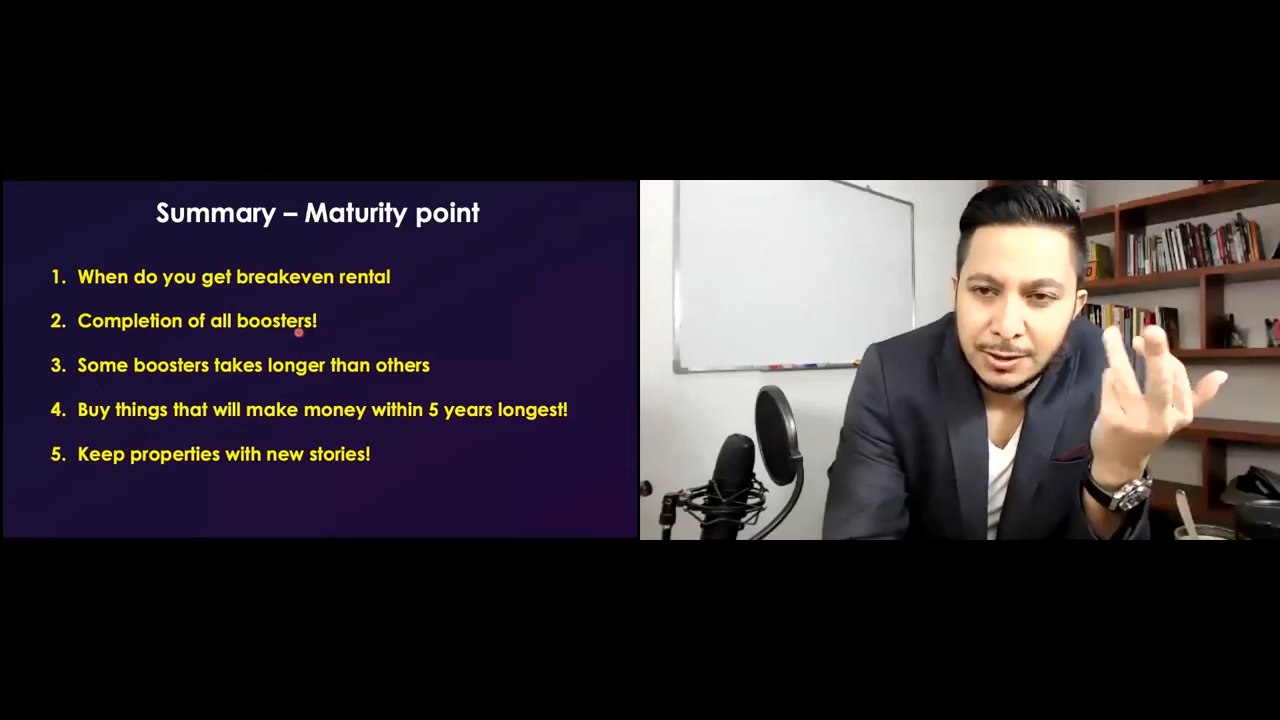 Summary – Maturity point
1. When do you get breakeven rental
2. Completion of all boosters!
3. Some boosters takes longer than others
4. Buy things that will make money within 5 years longest!
5. Keep properties with new stories!